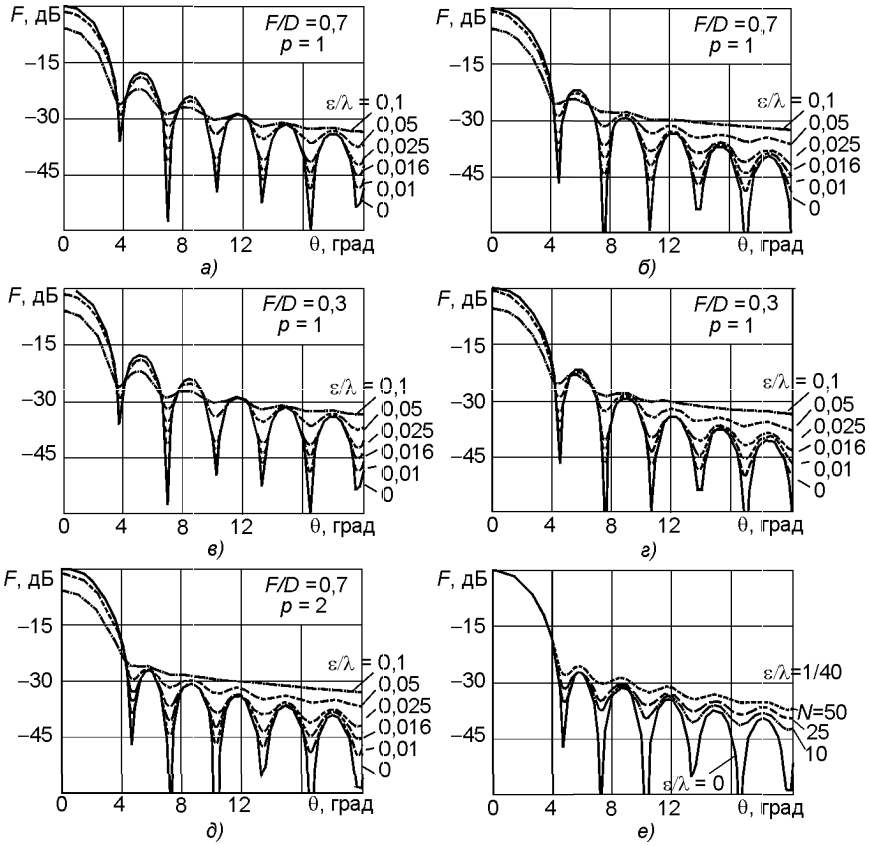 F, дБ
F/D = 0,7
p = 1
–15
–30
–45
ε/λ = 0,1
0,05
0,025
0,016
0,01
0
0 4 8 12 θ, град
а)
F, дБ
F/D = 0,7
p = 1
–15
–30
–45
ε/λ = 0,1
0,05
0,025
0,016
0,01
0
0 4 8 12 θ, град
б)
F, дБ
F/D = 0,3
p = 1
–15
–30
–45
ε/λ = 0,1
0,05
0,025
0,016
0,01
0
0 4 8 12 θ, град
в)
F, дБ
F/D = 0,3
p = 1
–15
–30
–45
ε/λ = 0,1
0,05
0,025
0,016
0,01
0
0 4 8 12 θ, град
г)
F, дБ
F/D = 0,7
p = 2
–15
–30
–45
ε/λ = 0,1
0,05
0,025
0,016
0,01
0
0 4 8 12 θ, град
д)
F, дБ
–15
–30
–45
ε/λ=1/40
N=50
25
10
ε/λ = 0
0 4 8 12 θ, град
е)